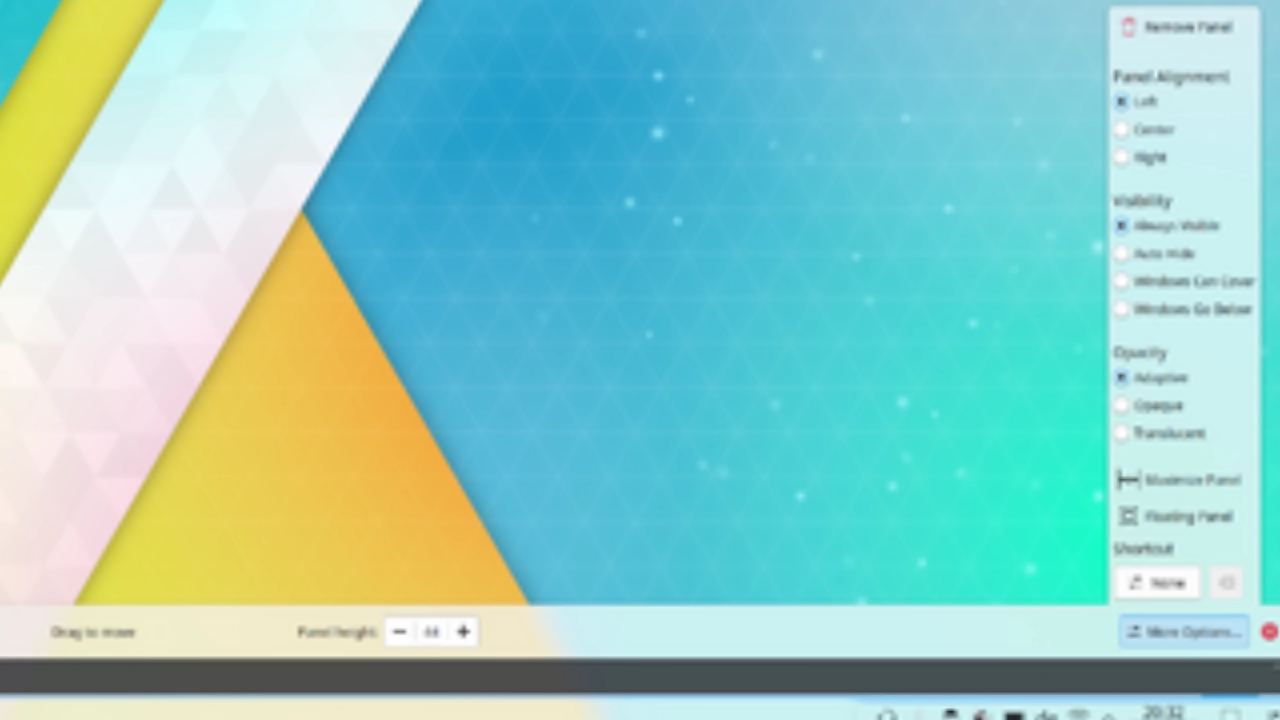 Remove Panel
Panel Alignment
Left
Center
Right
Visibility
Always Visible
Auto Hide
Windows Can Cover
Windows Go Below
Opacity
Adaptive
Opaque
Translucent
Maximize Panel
Floating Panel
Shortcut
None
Drag to move
Panel height:
44
More Options...
20:32